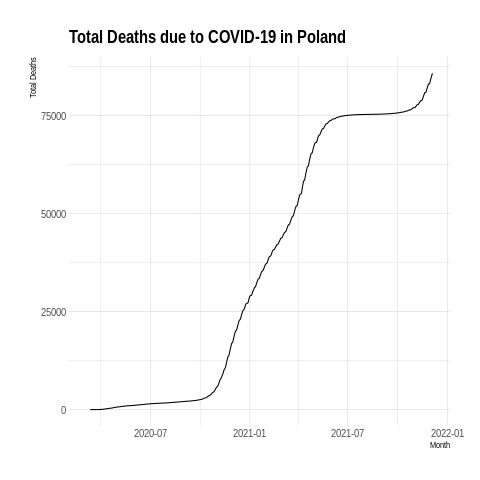 Total Deaths due to COVID-19 in Poland
Total Deaths
75000
50000
25000
0
2020-07
2021-01
2021-07
2022-01
Month